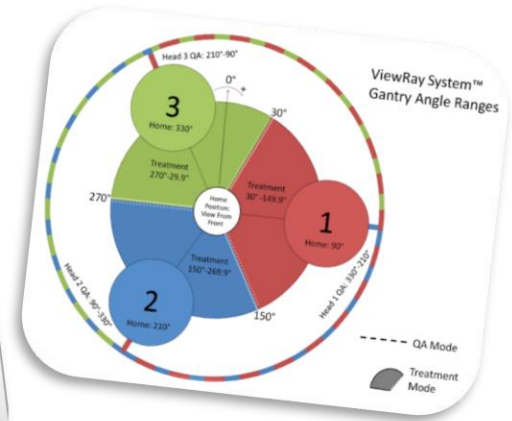 ViewRay System™
Gantry Angle Ranges
Head 3 QA: 210°-90°
0°
+
30°
3
Home: 330°
Treatment
270°-29.9°
270°
Treatment
30° -149.9°
Home
Position:
View From
Front
1
Home: 90°
Treatment
150°-269.9°
2
Home: 210°
150°
Head 1 QA: 330°-210°
Head 2 QA: 90°-330°
QA Mode
Treatment
Mode